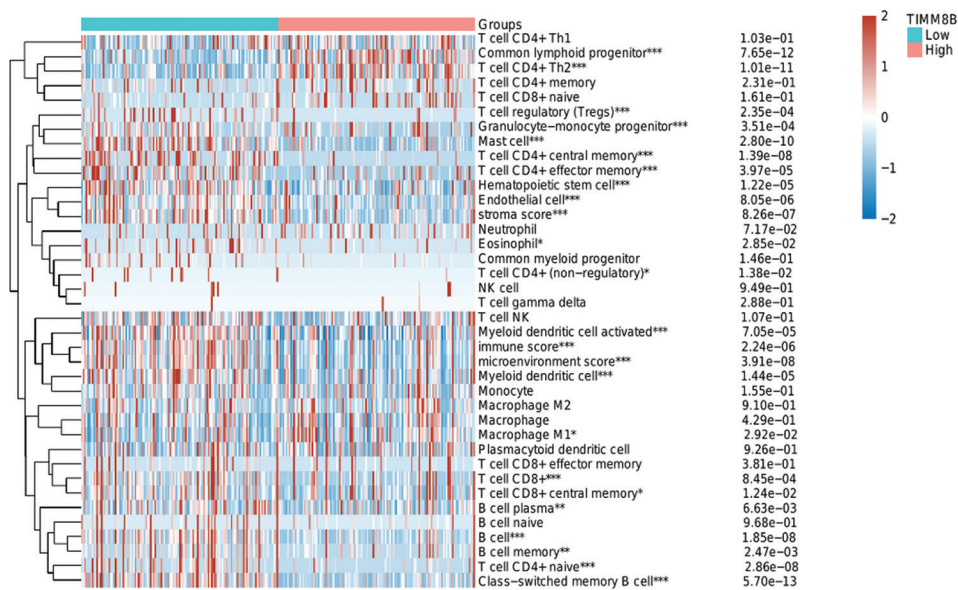 Groups
T cell CD4+ Th1 1.03e−01
Common lymphoid progenitor*** 7.65e−12
T cell CD4+ Th2*** 1.01e−11
T cell CD4+ memory 2.31e−01
T cell CD8+ naive 1.61e−01
T cell regulatory (Tregs)*** 2.35e−04
Granulocyte−monocyte progenitor*** 3.51e−04
Mast cell*** 2.80e−10
T cell CD4+ central memory*** 1.39e−08
T cell CD4+ effector memory*** 3.97e−05
Hematopoietic stem cell*** 1.22e−05
Endothelial cell*** 8.05e−06
stroma score*** 8.26e−07
Neutrophil 7.17e−02
Eosinophil* 2.85e−02
Common myeloid progenitor 1.46e−01
T cell CD4+ (non−regulatory)* 1.38e−02
NK cell 9.49e−01
T cell gamma delta 2.88e−01
T cell NK 1.07e−01
Myeloid dendritic cell activated*** 7.05e−05
immune score*** 2.24e−06
microenvironment score*** 3.91e−08
Myeloid dendritic cell*** 1.44e−05
Monocyte 1.55e−01
Macrophage M2 9.10e−01
Macrophage 4.29e−01
Macrophage M1* 2.92e−02
Plasmacytoid dendritic cell 9.26e−01
T cell CD8+ effector memory 3.81e−01
T cell CD8+*** 8.45e−04
T cell CD8+ central memory* 1.24e−02
B cell plasma** 6.63e−03
B cell naive 9.68e−01
B cell*** 1.85e−08
B cell memory** 2.47e−03
T cell CD4+ naive*** 2.86e−08
Class−switched memory B cell*** 5.70e−13
2
1
0
−1
−2
TIMM8B
Low
High